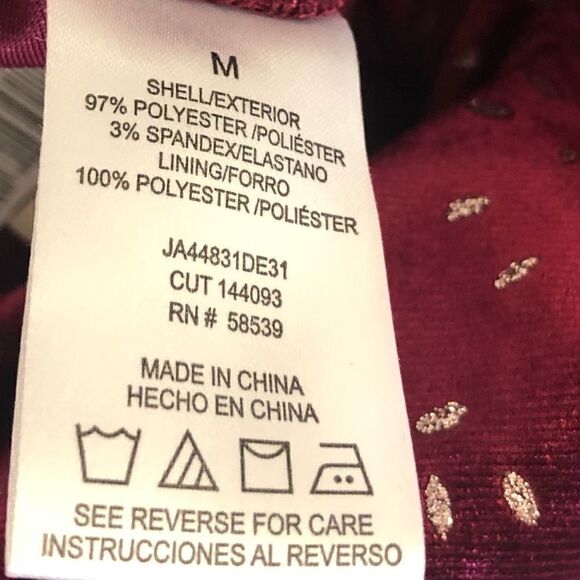 M
SHELL/EXTERIOR
97% POLYESTER /POLIÉSTER
3% SPANDEX/ELASTANO
LINING/FORRO
100% POLYESTER /POLIÉSTER
JA44831DE31
CUT 144093
RN # 58539
MADE IN CHINA
HECHO EN CHINA
SEE REVERSE FOR CARE
INSTRUCCIONES AL REVERSO